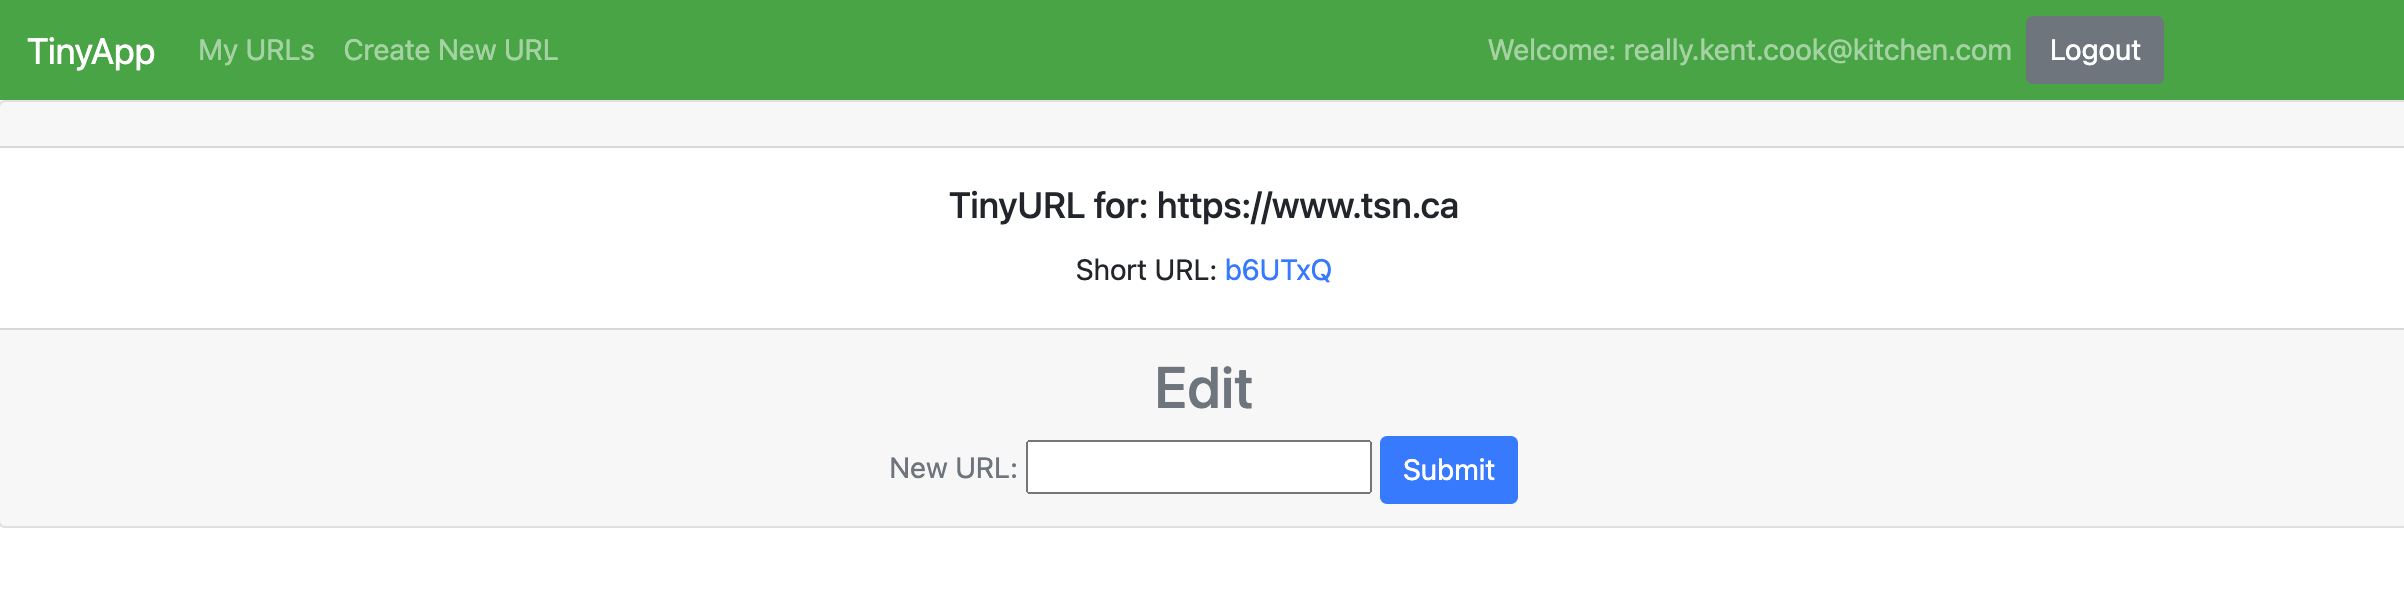 TinyApp My URLs Create New URL Welcome: really.kent.cook@kitchen.com Logout
TinyURL for: https://www.tsn.ca
Short URL: b6UTxQ
Edit
New URL: Submit